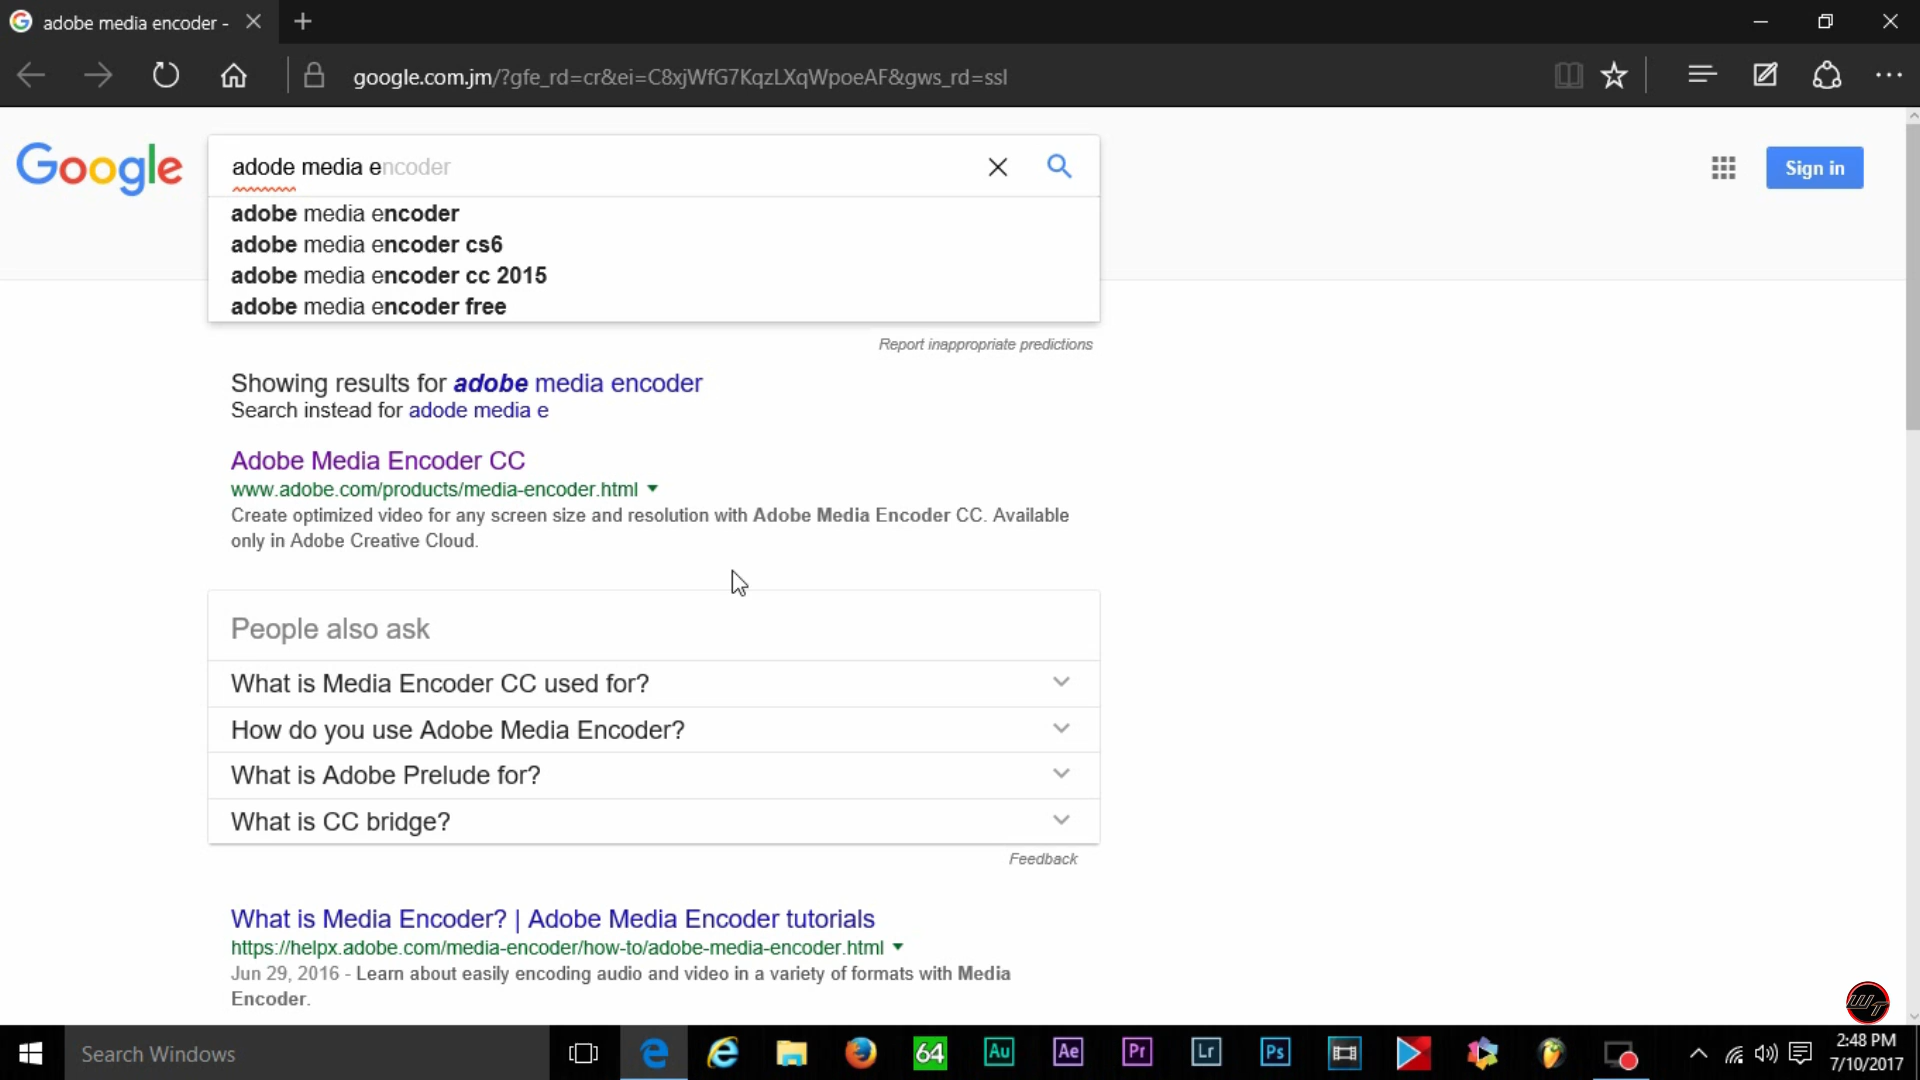 adobe media encoder -
google.com.jm/?gfe_rd=cr&ei=C8xjWfG7KqzLXqWpoeAF&gws_rd=ssl
Google
adode media encoder
Sign in
adobe media encoder
adobe media encoder cs6
adobe media encoder cc 2015
adobe media encoder free
Report inappropriate predictions
Showing results for adobe media encoder
Search instead for adode media e
Adobe Media Encoder CC
www.adobe.com/products/media-encoder.html
Create optimized video for any screen size and resolution with Adobe Media Encoder CC. Available
only in Adobe Creative Cloud.
People also ask
What is Media Encoder CC used for?
How do you use Adobe Media Encoder?
What is Adobe Prelude for?
What is CC bridge?
Feedback
What is Media Encoder? | Adobe Media Encoder tutorials
https://helpx.adobe.com/media-encoder/how-to/adobe-media-encoder.html
Jun 29, 2016 - Learn about easily encoding audio and video in a variety of formats with Media
Encoder.
WT
Search Windows
64
Au
Ae
Pr
Lr
Ps
2:48 PM
7/10/2017